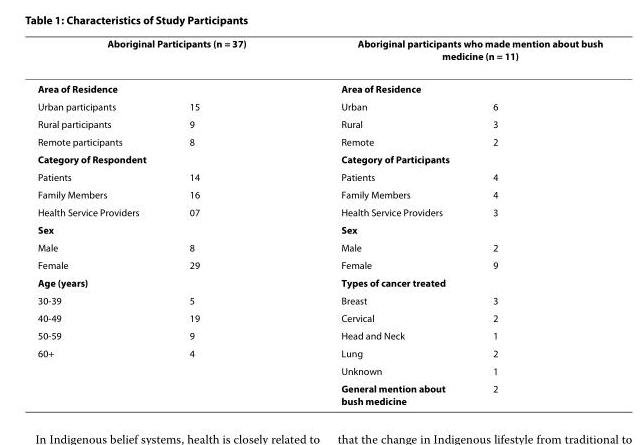 Table 1: Characteristics of Study Participants
Aboriginal Participants (n = 37) Aboriginal participants who made mention about bush
medicine (n = 11)
Area of Residence Area of Residence
Urban participants 15 Urban 6
Rural participants 9 Rural 3
Remote participants 8 Remote 2
Category of Respondent Category of Participants
Patients 14 Patients 4
Family Members 16 Family Members 4
Health Service Providers 07 Health Service Providers 3
Sex Sex
Male 8 Male 2
Female 29 Female 9
Age (years) Types of cancer treated
30-39 5 Breast 3
40-49 19 Cervical 2
50-59 9 Head and Neck 1
60+ 4 Lung 2
Unknown 1
General mention about 2
bush medicine
In Indigenous belief systems, health is closely related to that the change in Indigenous lifestyle from traditional to